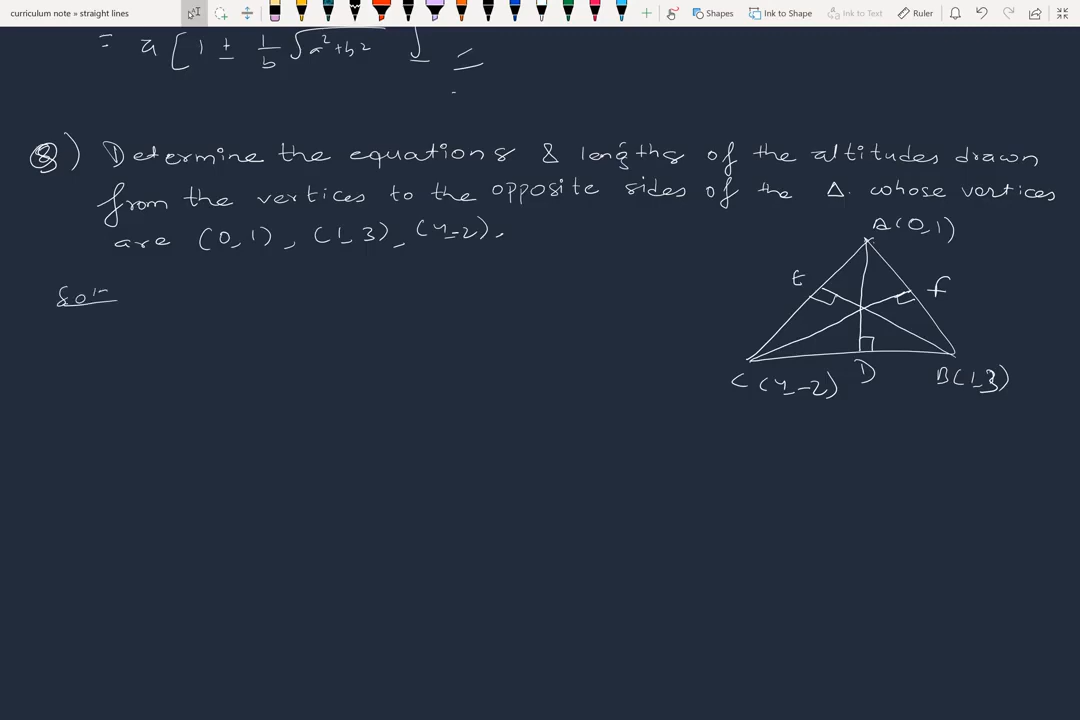 curriculum note » straight lines
Shapes
Ink to Shape
Ink to Text
Ruler
= a [ 1 ± 1/b √a²+b² ]
8) Determine the equations & lengths of the altitudes drawn
from the vertices to the opposite sides of the Δ. whose vertices
are (0,1), (1,3), (4,-2).
A(0,1)
Soln
E
F
C(4,-2)
D
B(1,3)